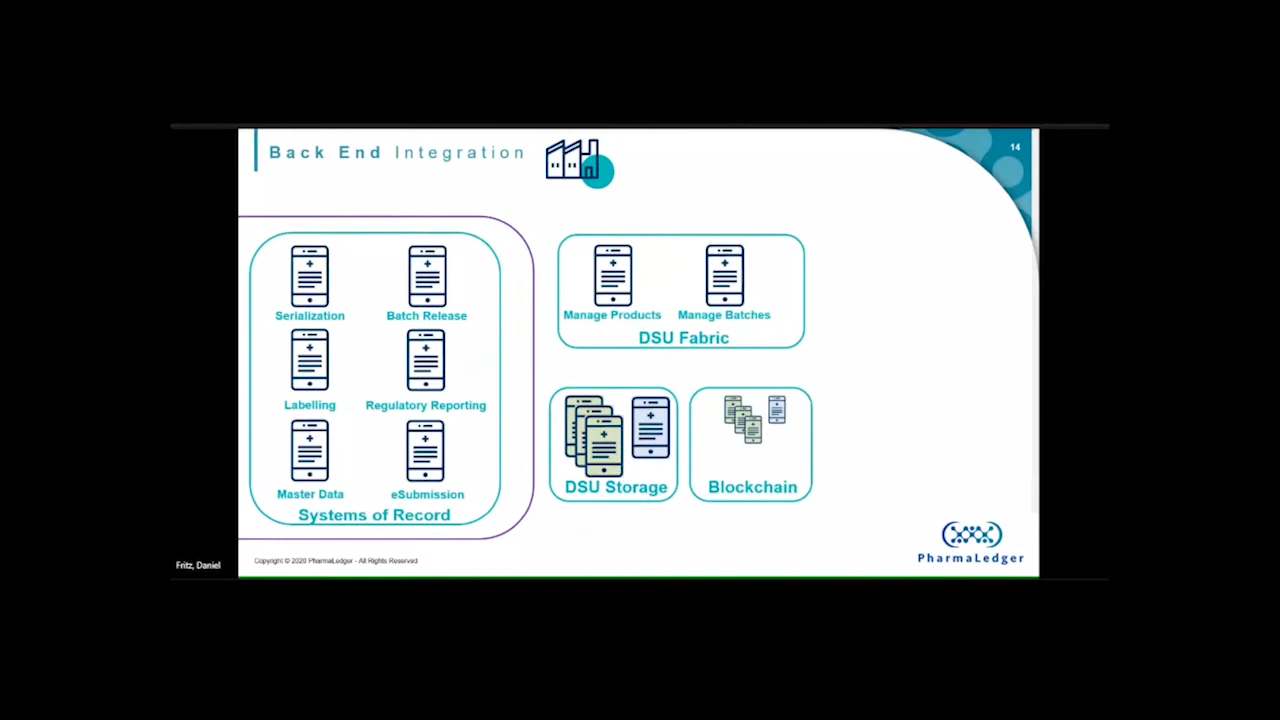 Back End Integration
14
Serialization
Batch Release
Labelling
Regulatory Reporting
Master Data
eSubmission
Systems of Record
Manage Products
Manage Batches
DSU Fabric
DSU Storage
Blockchain
PharmaLedger
Fritz, Daniel
Copyright © 2020 PharmaLedger - All Rights Reserved